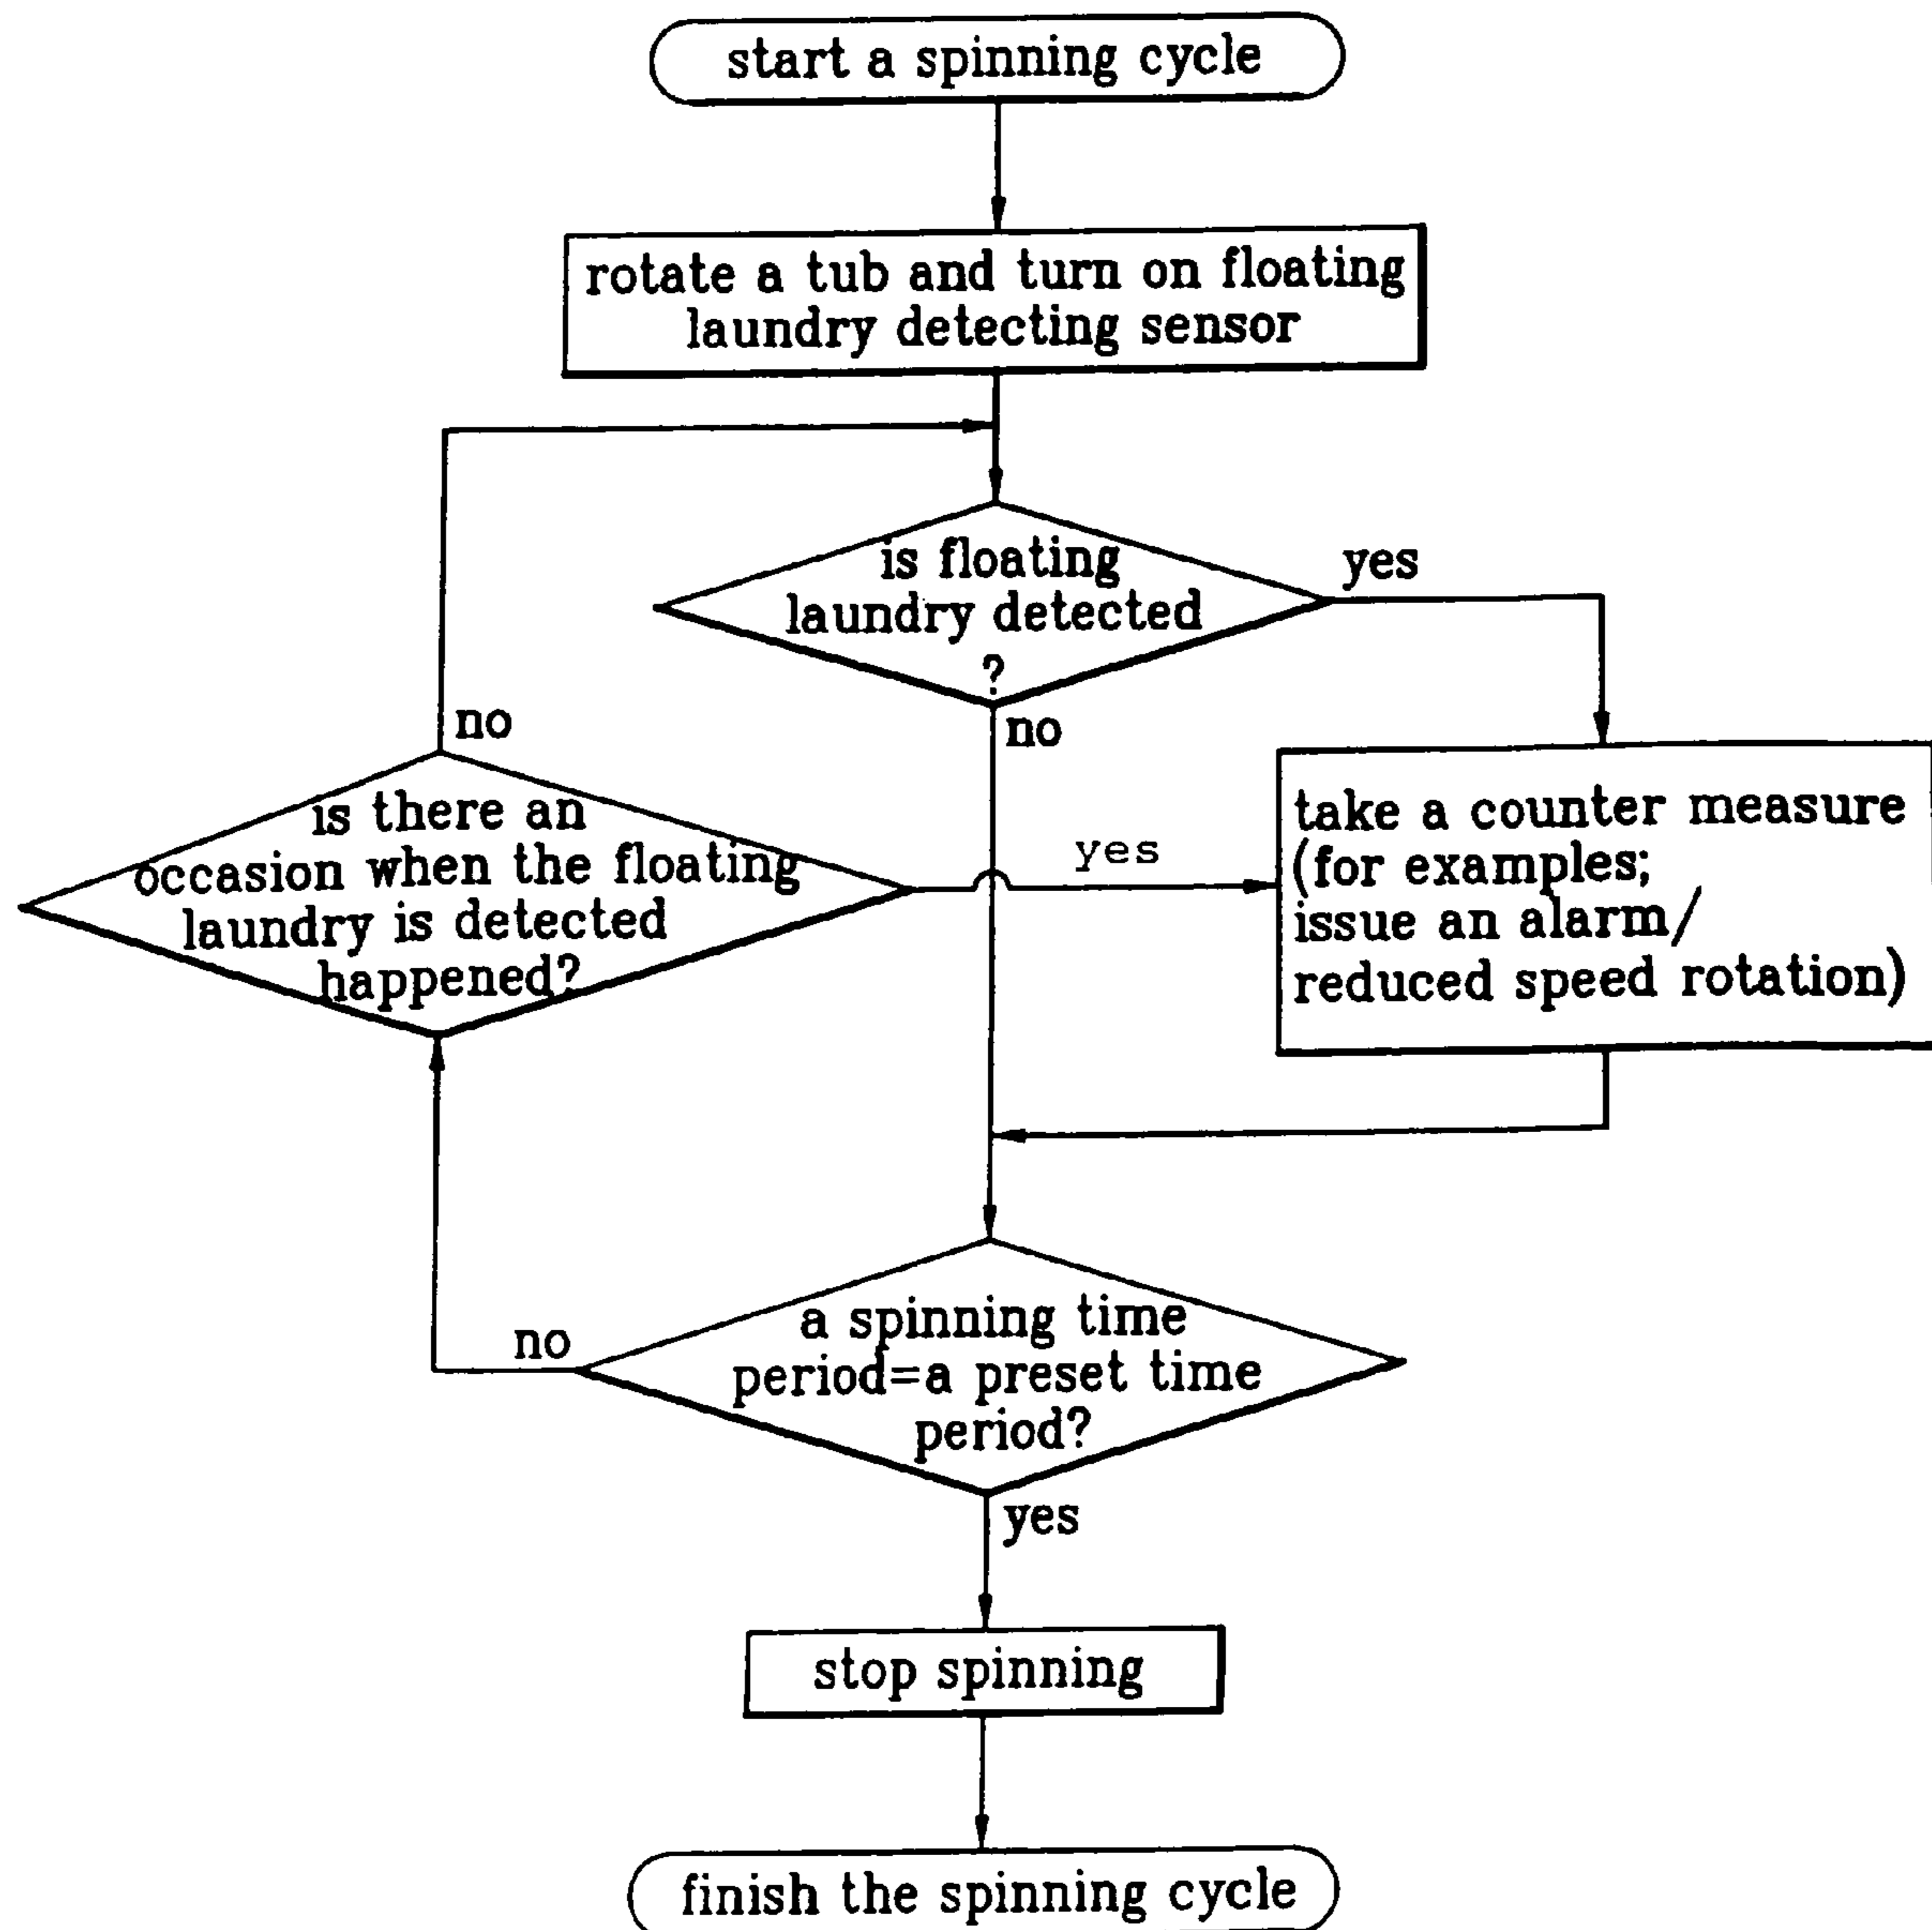 start a spinning cycle
rotate a tub and turn on floating
laundry detecting sensor
is floating
laundry detected
?
yes
no
no
is there an
occasion when the floating
laundry is detected
happened?
yes
take a counter measure
(for examples;
issue an alarm/
reduced speed rotation)
a spinning time
period=a preset time
period?
no
yes
stop spinning
finish the spinning cycle